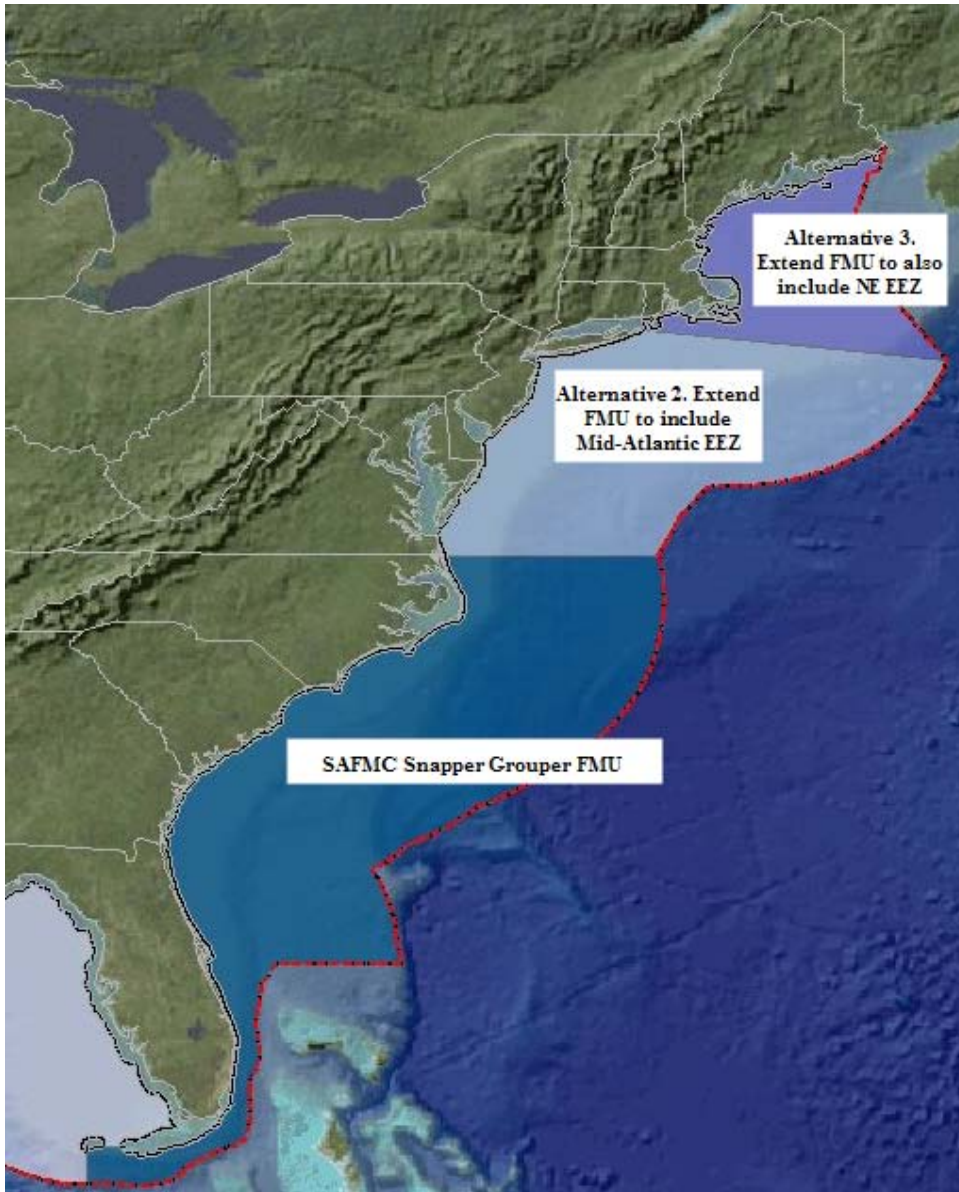 Alternative 3.
Extend FMU to also
include NE EEZ
Alternative 2. Extend
FMU to include
Mid-Atlantic EEZ
SAFMC Snapper Grouper FMU